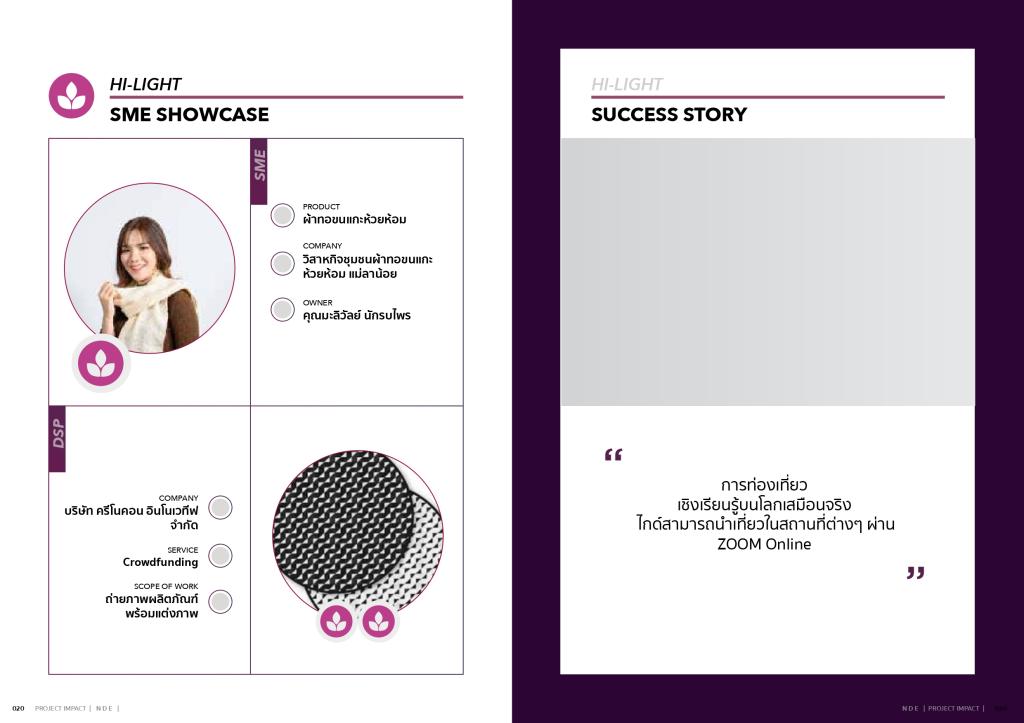 HI-LIGHT
SME SHOWCASE
SME
PRODUCT
ผ้าทอขนแกะห้วยห้อม
COMPANY
วิสาหกิจชุมชนผ้าทอขนแกะ
ห้วยห้อม แม่ลาน้อย
OWNER
คุณมะลิวัลย์ นักรบไพร
DSP
COMPANY
บริษัท ครีโนคอน อินโนเวทีฟ
จำกัด
SERVICE
Crowdfunding
SCOPE OF WORK
ถ่ายภาพผลิตภัณฑ์
พร้อมแต่งภาพ
020 PROJECT IMPACT | NDE |
HI-LIGHT
SUCCESS STORY
“
การท่องเที่ยว
เชิงเรียนรู้บนโลกเสมือนจริง
ไกด์สามารถนำเที่ยวในสถานที่ต่างๆ ผ่าน
ZOOM Online
”
NDE | PROJECT IMPACT |